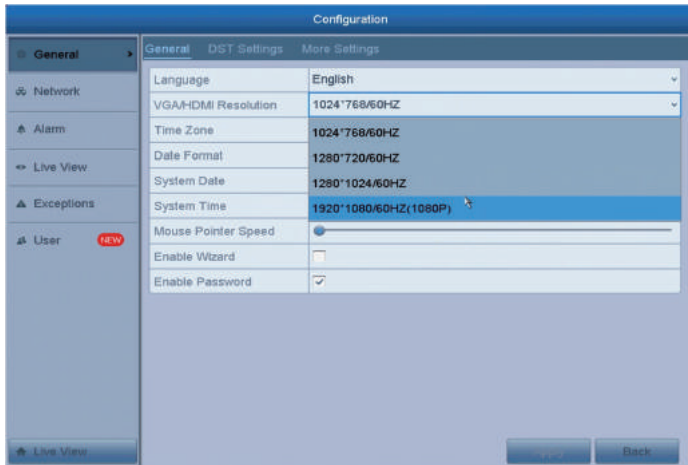 Configuration
General
Network
Alarm
Live View
Exceptions
User NEW
Live View
General DST Settings More Settings
Language English
VGA/HDMI Resolution 1024*768/60HZ
Time Zone 1024*768/60HZ
Date Format 1280*720/60HZ
System Date 1280*1024/60HZ
System Time 1920*1080/60HZ(1080P)
Mouse Pointer Speed
Enable Wizard
Enable Password
Apply Back